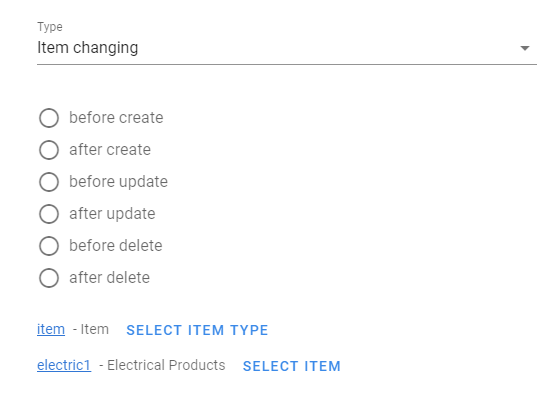 Type
Item changing
before create
after create
before update
after update
before delete
after delete
item - Item SELECT ITEM TYPE
electric1 - Electrical Products SELECT ITEM